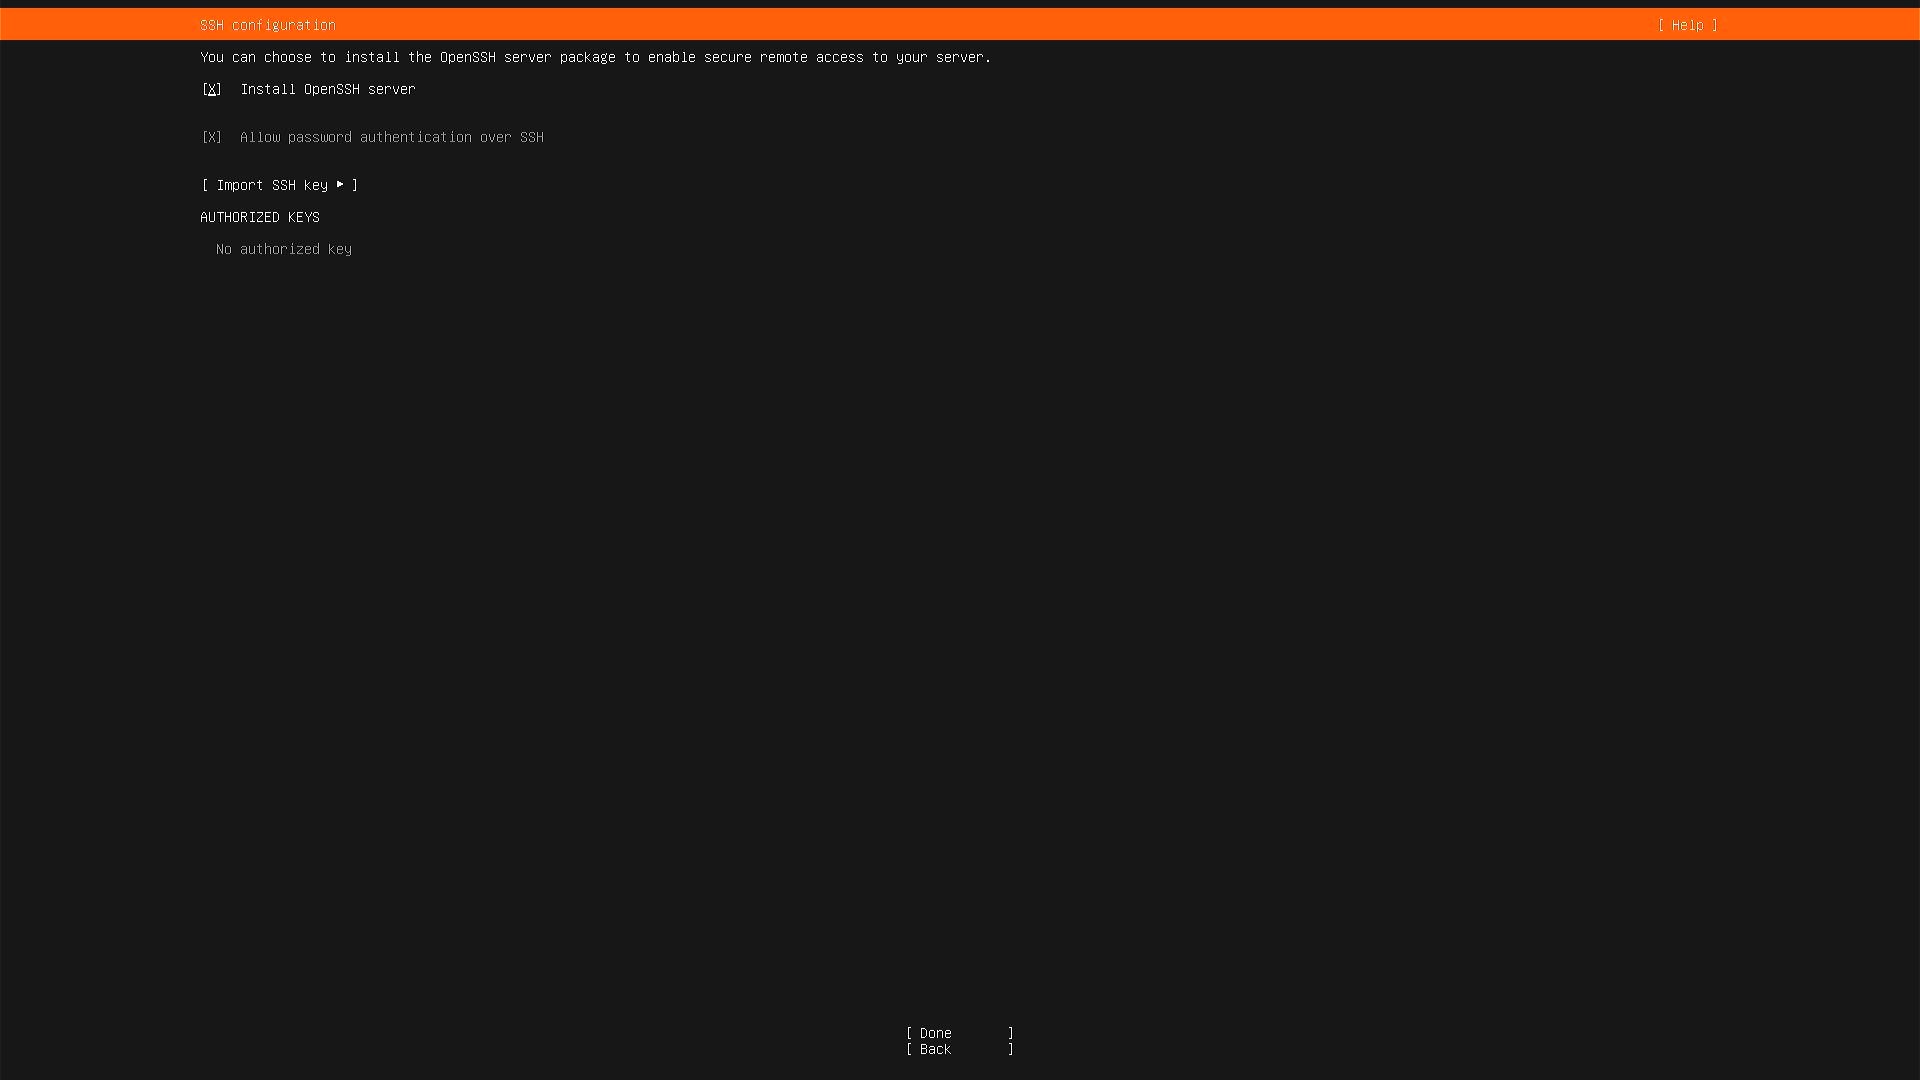 SSH configuration [ Help ]
You can choose to install the OpenSSH server package to enable secure remote access to your server.
[X] Install OpenSSH server
[X] Allow password authentication over SSH
[ Import SSH key ▸ ]
AUTHORIZED KEYS
No authorized key
[ Done ]
[ Back ]